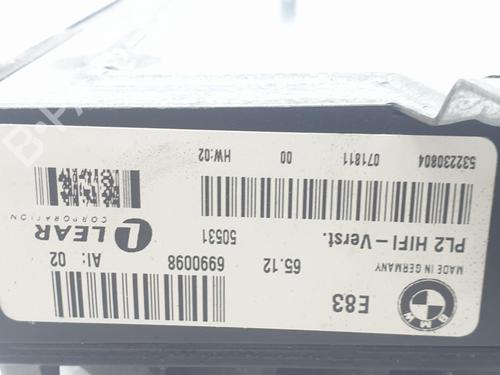 BMW
E83
MADE IN GERMANY
65.12
6990098
AI: 02
PL2 HIFI-Verst.
50531
LEAR
CORPORATION
532230804
071811
00
HW:02